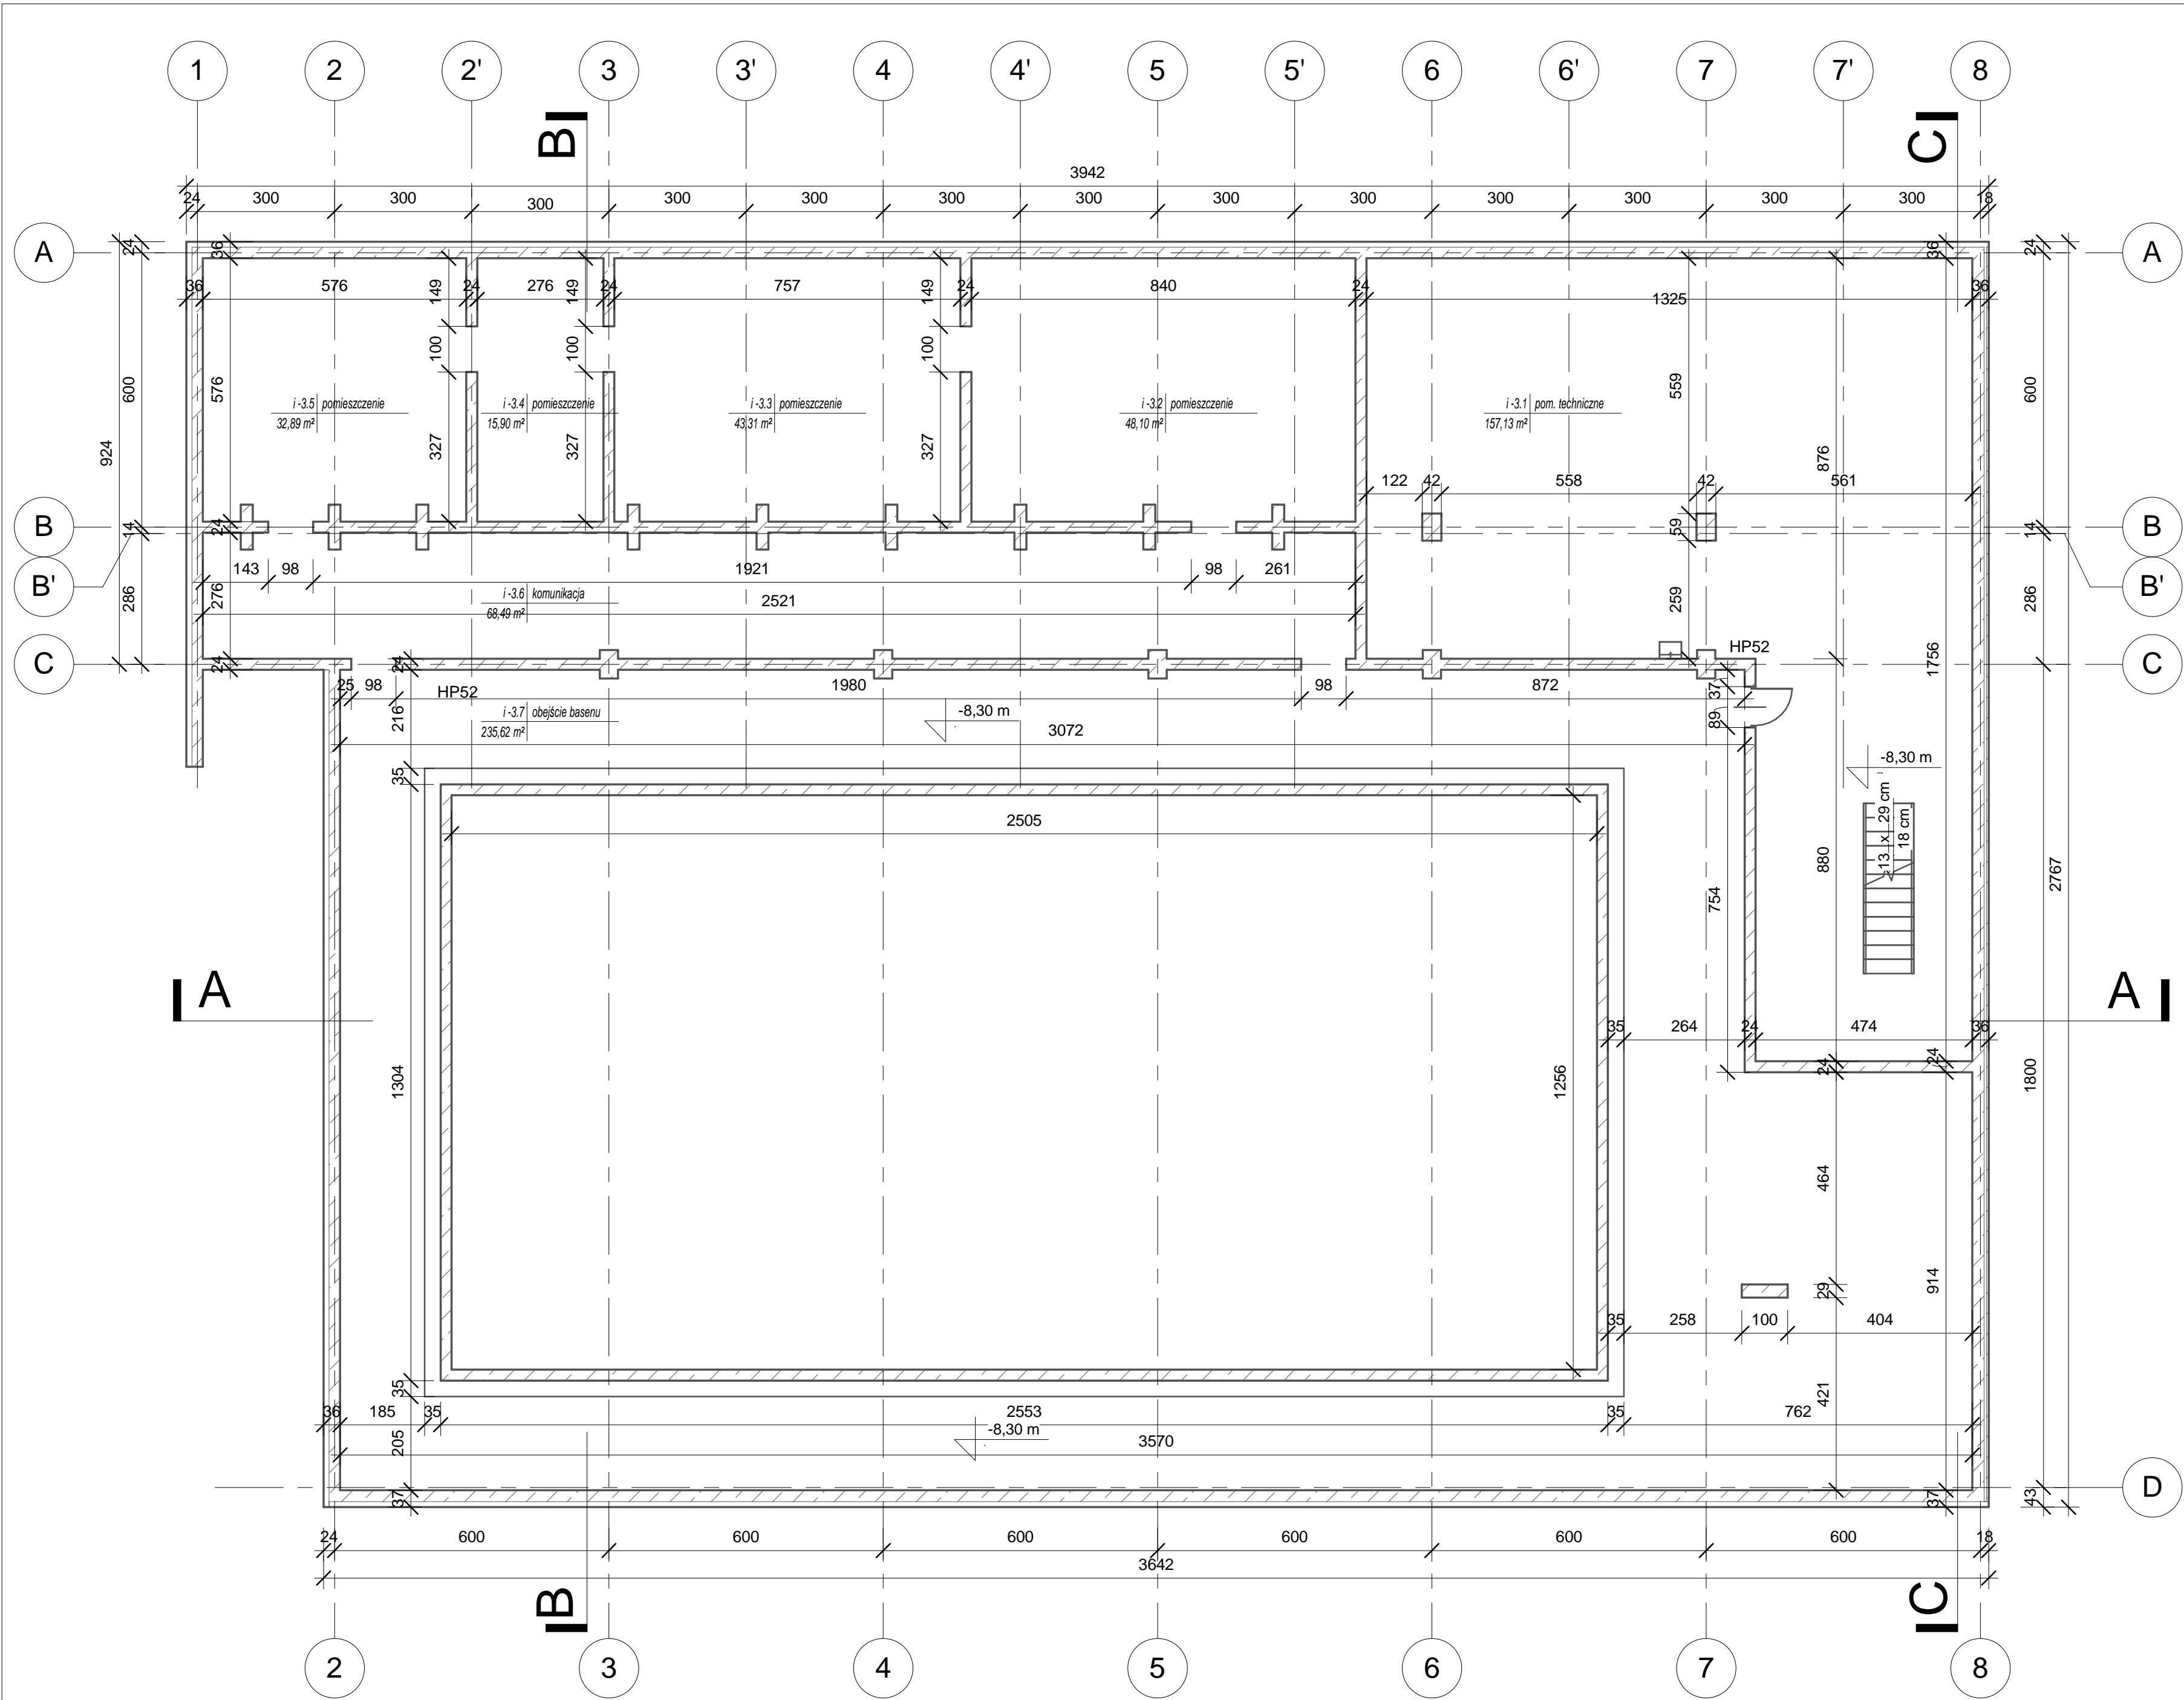 1 2 2' 3 3' 4 4' 5 5' 6 6' 7 7' 8
B C
3942
24 300 300 300 300 300 300 300 300 300 300 300 300 300 18
A 24 36 36 24 A
36 576 149 24 276 149 24 757 149 24 840 24 1325 36
100 100 100
600 576 559 600
i -3.5 pomieszczenie
32,89 m²
i -3.4 pomieszczenie
15,90 m²
i -3.3 pomieszczenie
43,31 m²
i -3.2 pomieszczenie
48,10 m²
i -3.1 pom. techniczne
157,13 m²
924 327 327 327 876
122 42 558 42 561
B 14 24 59 14 B
143 98 1921 98 261
B' 286 276 259 286 B'
i -3.6 komunikacja
68,49 m²
2521
C 24 24 HP52 1756 C
25 98 HP52 1980 98 872 37
216 i -3.7 obejście basenu
235,62 m²
-8,30 m
89
3072
35 -8,30 m
2505
13 x 29 cm
18 cm
880 2767
754
A A
35 264 24 474 36
1304 1256 24 24 1800
464
914
29
35 258 100 404
35 421
36 185 35 2553 35 762
205 -8,30 m
3570
37 37 43 D
24 600 600 600 600 600 600 18
3642
B C
2 3 4 5 6 7 8